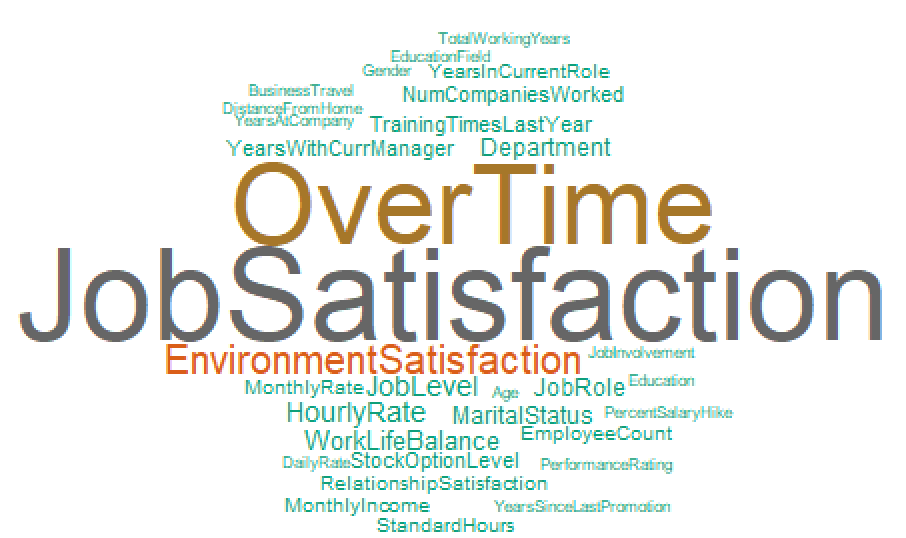 TotalWorkingYears
EducationField
Gender YearsInCurrentRole
BusinessTravel NumCompaniesWorked
DistanceFromHome
YearsAtCompany TrainingTimesLastYear
YearsWithCurrManager Department
OverTime
JobSatisfaction
EnvironmentSatisfaction JobInvolvement
MonthlyRate JobLevel Age JobRole Education
HourlyRate MaritalStatus PercentSalaryHike
WorkLifeBalance EmployeeCount
DailyRate StockOptionLevel PerformanceRating
RelationshipSatisfaction
MonthlyIncome YearsSinceLastPromotion
StandardHours